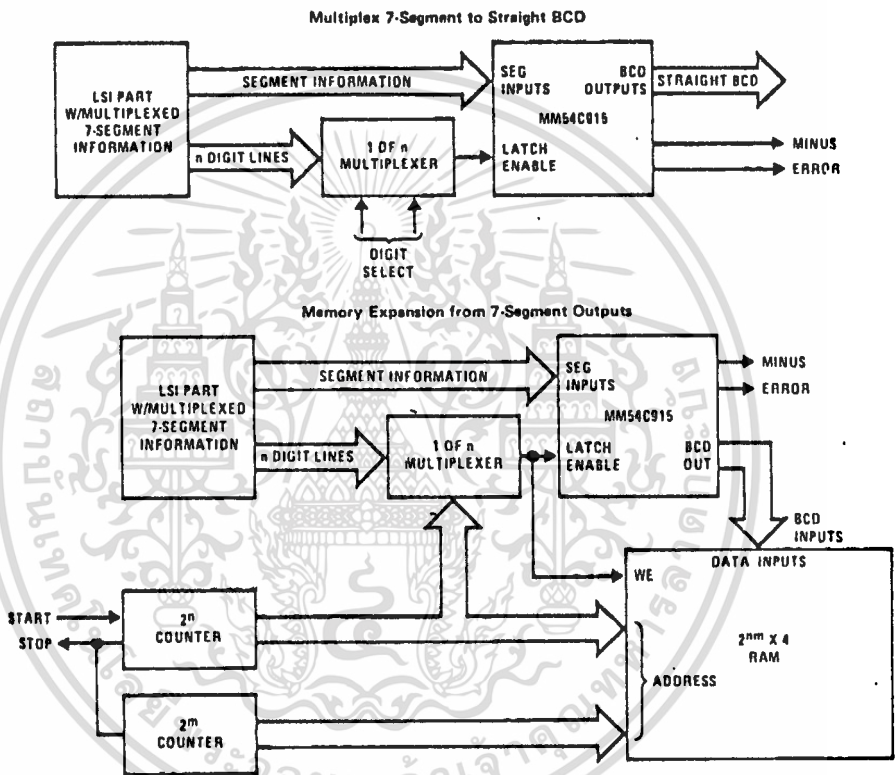 Multiplex 7-Segment to Straight BCD
LSI PART
W/MULTIPLEXED
7-SEGMENT
INFORMATION
SEGMENT INFORMATION
n DIGIT LINES
1 OF n
MULTIPLEXER
DIGIT
SELECT
SEG
INPUTS
BCD
OUTPUTS
MM54C915
LATCH
ENABLE
STRAIGHT BCD
MINUS
ERROR
Memory Expansion from 7-Segment Outputs
LSI PART
W/MULTIPLEXED
7-SEGMENT
INFORMATION
SEGMENT INFORMATION
n DIGIT LINES
1 OF n
MULTIPLEXER
SEG
INPUTS
MM54C915
LATCH
ENABLE
BCD
OUT
MINUS
ERROR
BCD
INPUTS
DATA INPUTS
WE
START
STOP
2ⁿ
COUNTER
2ᵐ
COUNTER
ADDRESS
2ⁿᵐ X 4
RAM